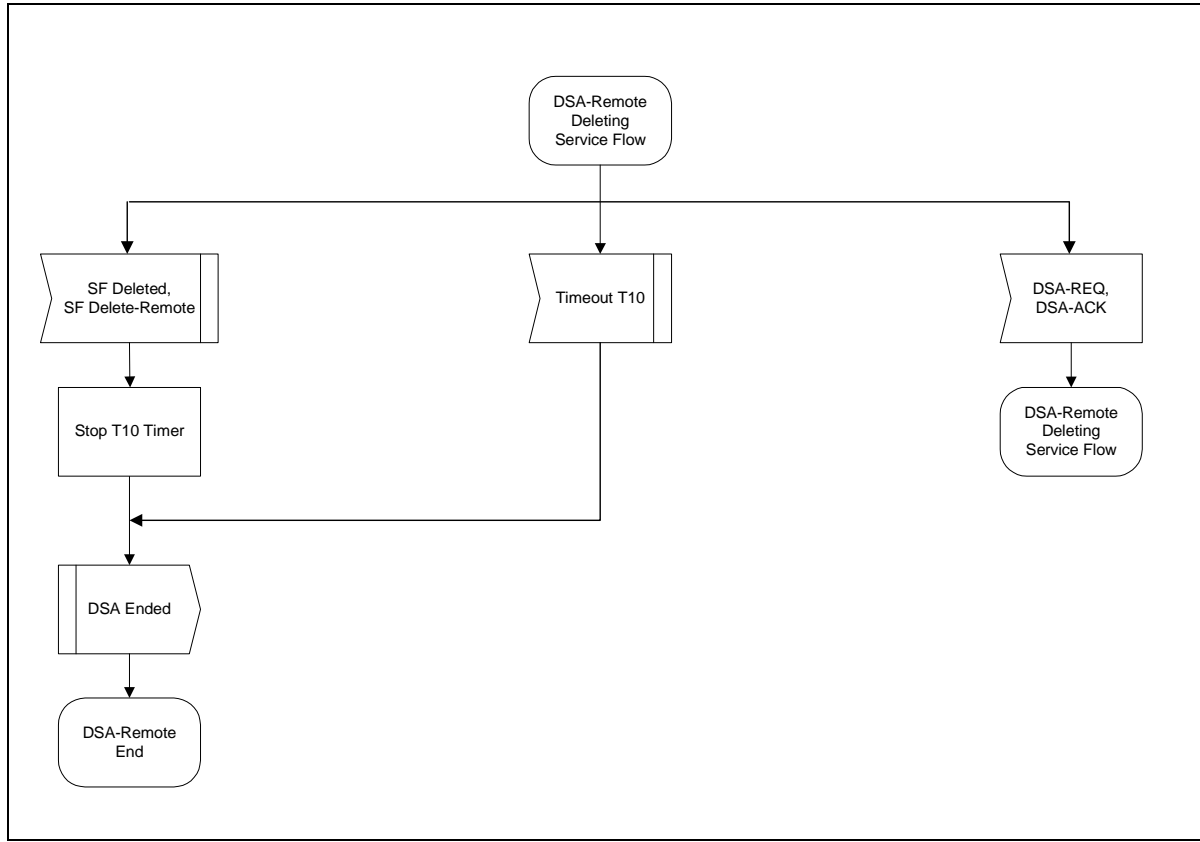 DSA-Remote
Deleting
Service Flow
SF Deleted,
SF Delete-Remote
Timeout T10
DSA-REQ,
DSA-ACK
Stop T10 Timer
DSA-Remote
Deleting
Service Flow
DSA Ended
DSA-Remote
End